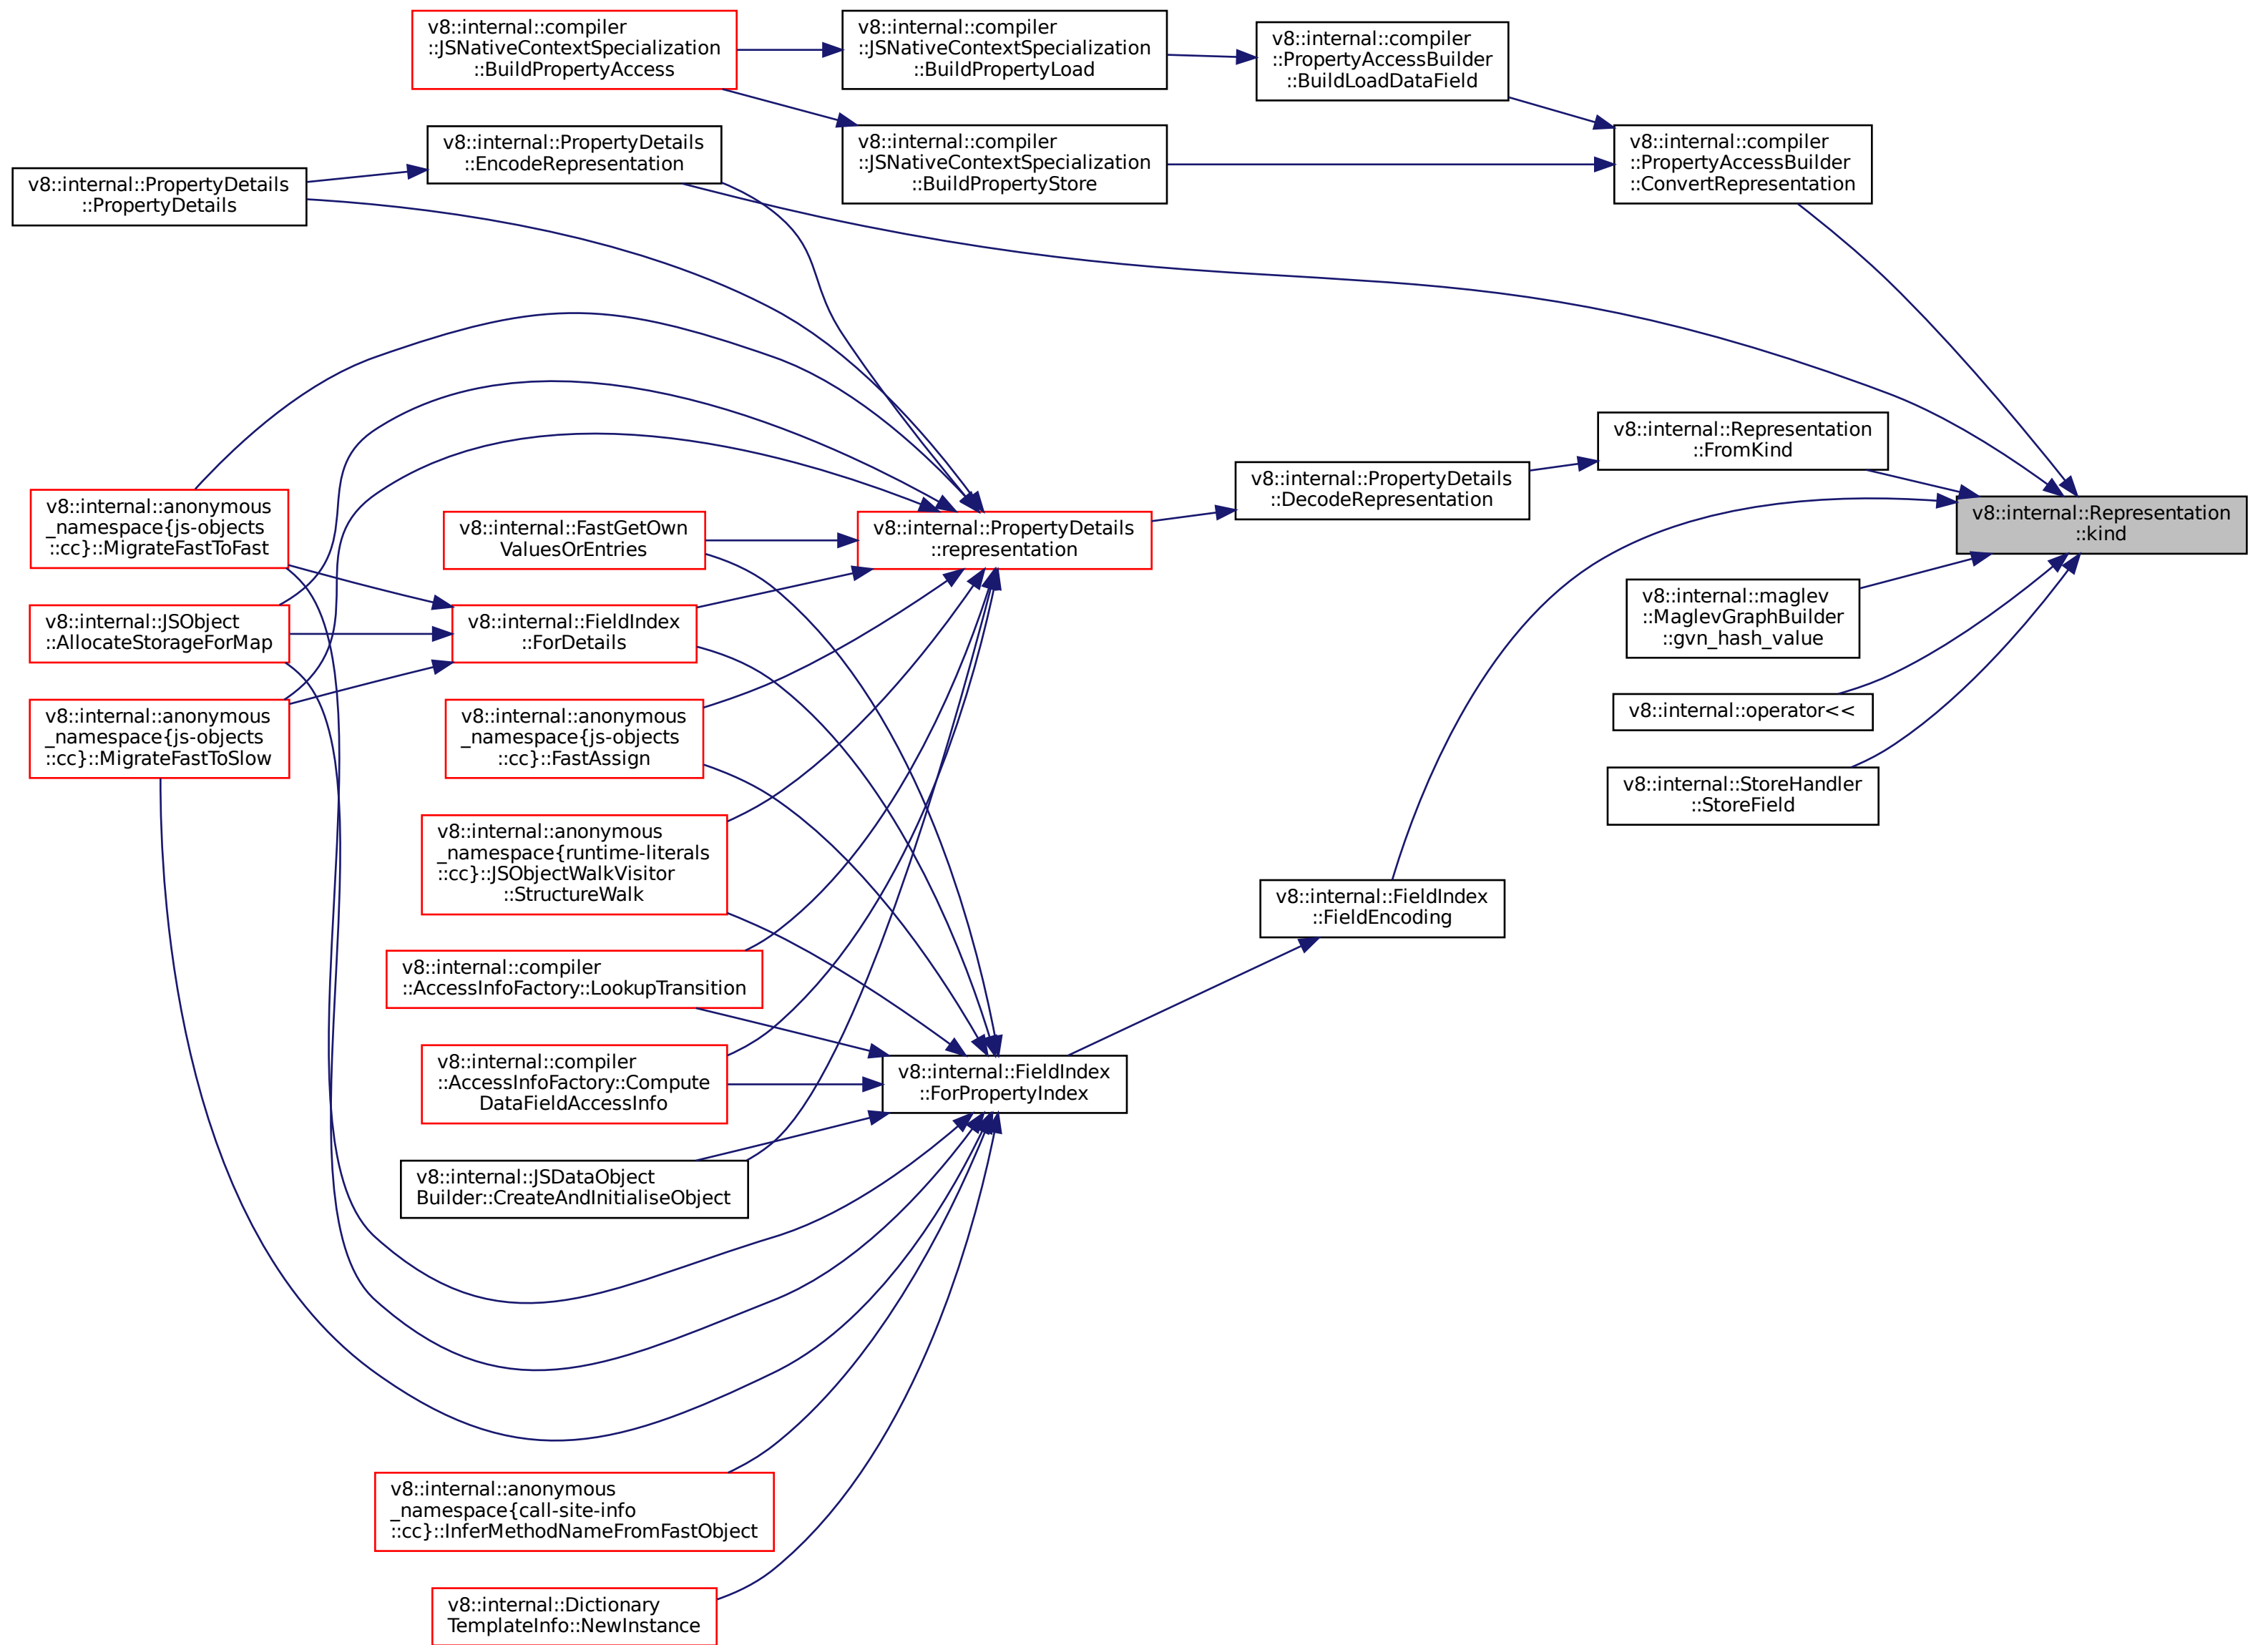 v8::internal::compiler
::JSNativeContextSpecialization
::BuildPropertyAccess
v8::internal::compiler
::JSNativeContextSpecialization
::BuildPropertyLoad
v8::internal::compiler
::PropertyAccessBuilder
::BuildLoadDataField
v8::internal::PropertyDetails
::EncodeRepresentation
v8::internal::compiler
::JSNativeContextSpecialization
::BuildPropertyStore
v8::internal::compiler
::PropertyAccessBuilder
::ConvertRepresentation
v8::internal::PropertyDetails
::PropertyDetails
v8::internal::Representation
::FromKind
v8::internal::PropertyDetails
::DecodeRepresentation
v8::internal::Representation
::kind
v8::internal::anonymous
_namespace{js-objects
::cc}::MigrateFastToFast
v8::internal::FastGetOwn
ValuesOrEntries
v8::internal::PropertyDetails
::representation
v8::internal::maglev
::MaglevGraphBuilder
::gvn_hash_value
v8::internal::JSObject
::AllocateStorageForMap
v8::internal::FieldIndex
::ForDetails
v8::internal::operator<<
v8::internal::anonymous
_namespace{js-objects
::cc}::MigrateFastToSlow
v8::internal::anonymous
_namespace{js-objects
::cc}::FastAssign
v8::internal::StoreHandler
::StoreField
v8::internal::anonymous
_namespace{runtime-literals
::cc}::JSObjectWalkVisitor
::StructureWalk
v8::internal::FieldIndex
::FieldEncoding
v8::internal::compiler
::AccessInfoFactory::LookupTransition
v8::internal::compiler
::AccessInfoFactory::Compute
DataFieldAccessInfo
v8::internal::FieldIndex
::ForPropertyIndex
v8::internal::JSDataObject
Builder::CreateAndInitialiseObject
v8::internal::anonymous
_namespace{call-site-info
::cc}::InferMethodNameFromFastObject
v8::internal::Dictionary
TemplateInfo::NewInstance